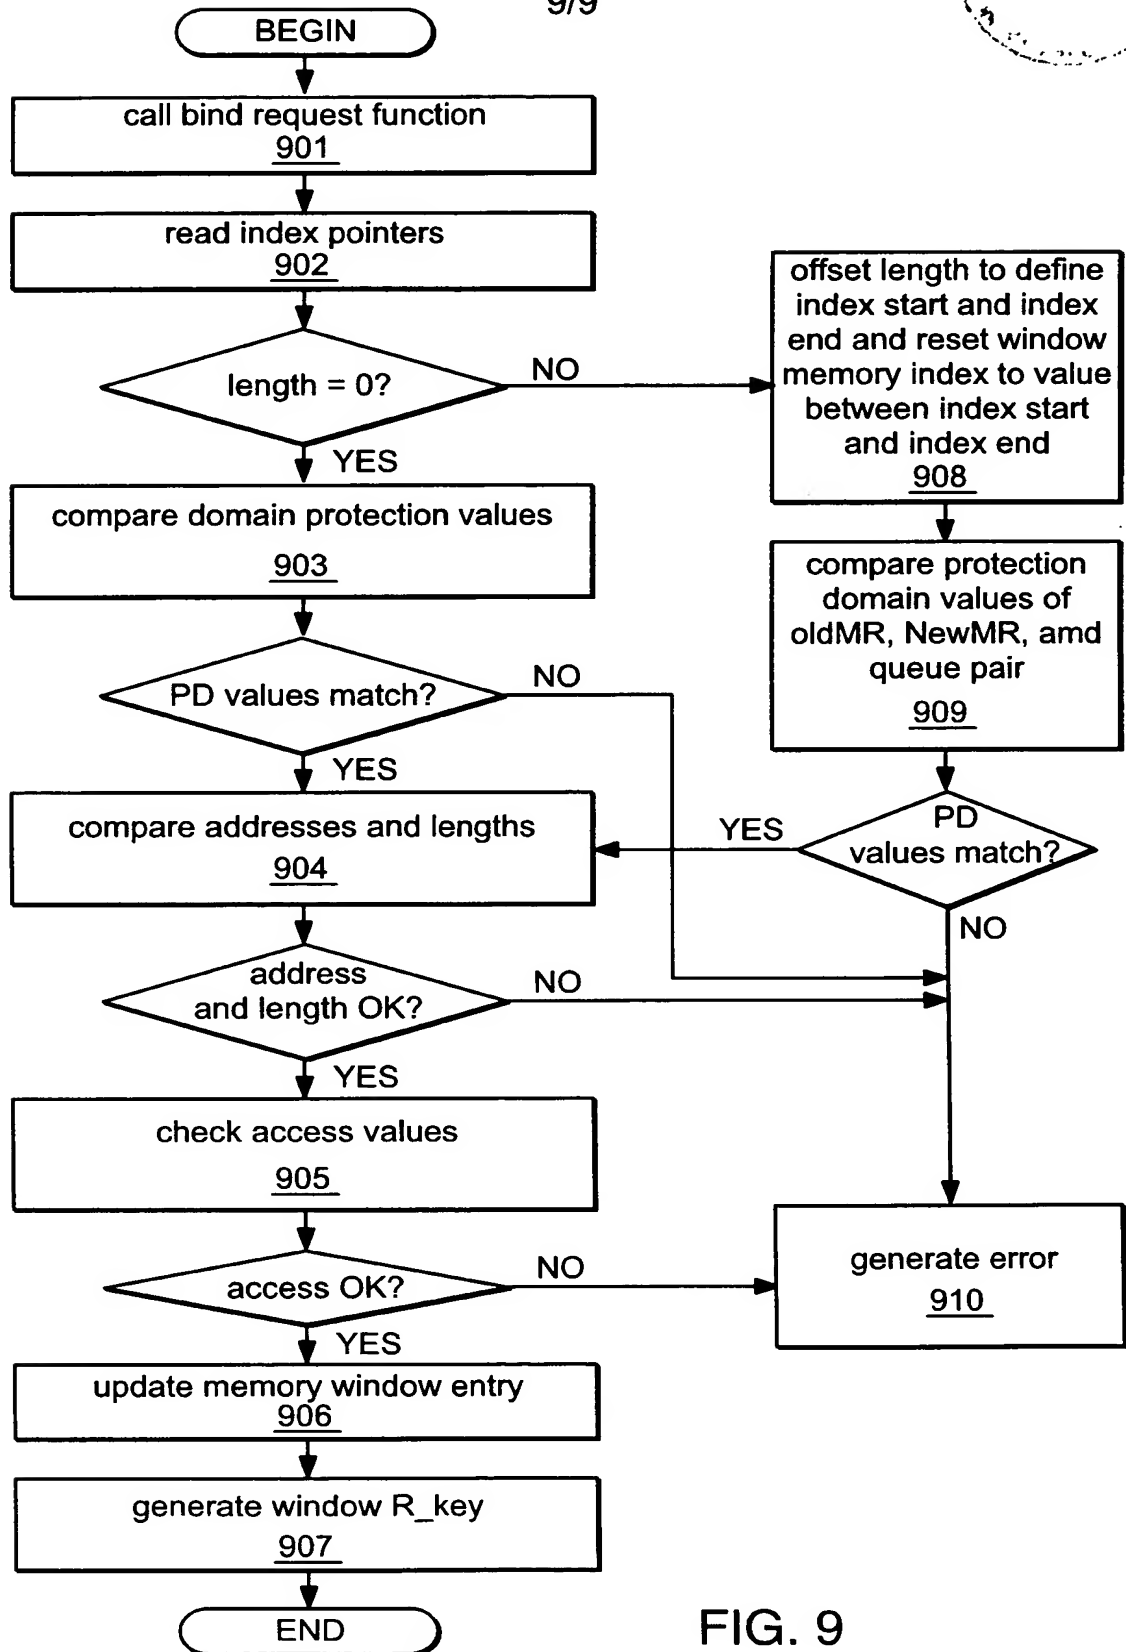 9/9
BEGIN
call bind request function
901
read index pointers
902
length = 0?
NO
YES
offset length to define
index start and index
end and reset window
memory index to value
between index start
and index end
908
compare domain protection values
903
compare protection
domain values of
oldMR, NewMR, amd
queue pair
909
PD values match?
NO
YES
PD
values match?
YES
NO
compare addresses and lengths
904
address
and length OK?
NO
YES
check access values
905
access OK?
NO
YES
generate error
910
update memory window entry
906
generate window R_key
907
END
FIG. 9